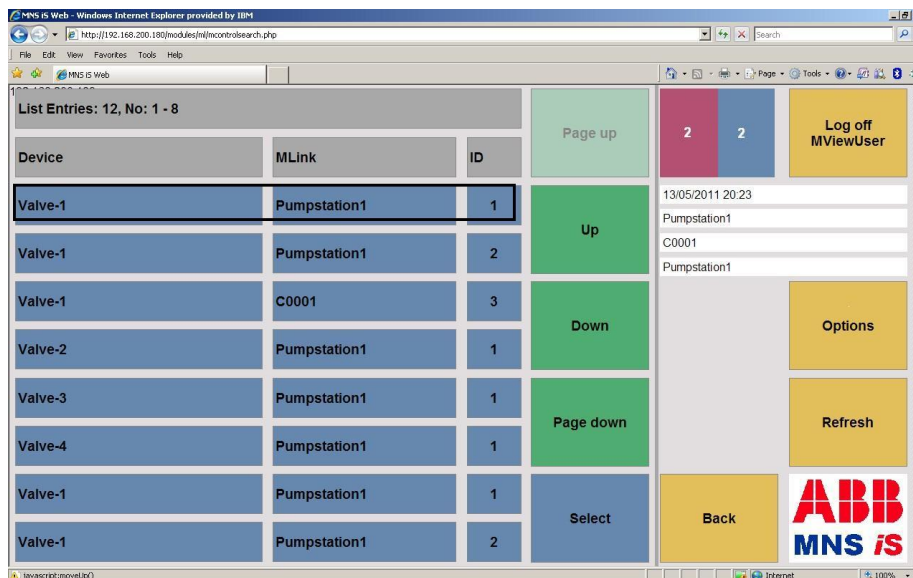 MNS iS Web - Windows Internet Explorer provided by IBM
http://192.168.200.180/modules/ml/mcontrolsearch.php
Search
File Edit View Favorites Tools Help
MNS iS Web
Page Tools
List Entries: 12, No: 1 - 8
Page up
2 2
Log off
MViewUser
Device MLink ID
Valve-1 Pumpstation1 1
Up
13/05/2011 20:23
Pumpstation1
C0001
Pumpstation1
Valve-1 Pumpstation1 2
Valve-1 C0001 3
Down
Options
Valve-2 Pumpstation1 1
Valve-3 Pumpstation1 1
Page down
Refresh
Valve-4 Pumpstation1 1
Valve-1 Pumpstation1 1
Select
Back
ABB
MNS iS
Valve-1 Pumpstation1 2
javascript:moveUp()
Internet
100%